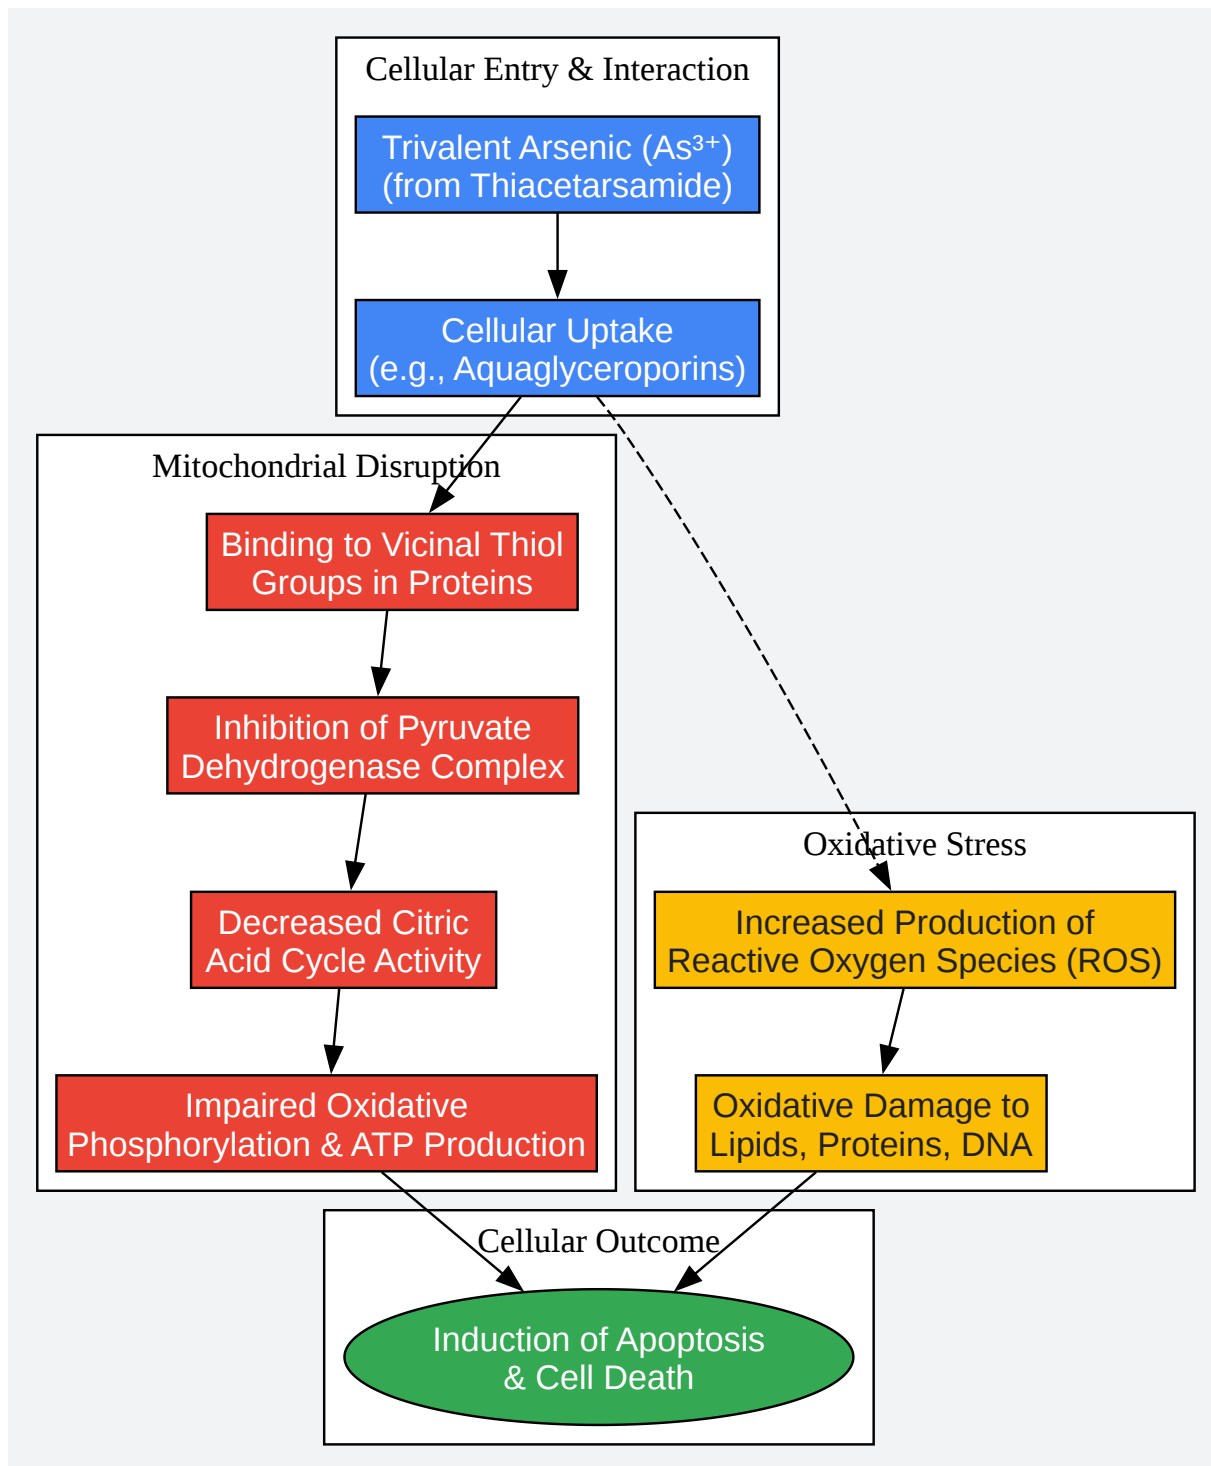 Cellular Entry & Interaction
Trivalent Arsenic (As³⁺)
(from Thiacetarsamide)
Cellular Uptake
(e.g., Aquaglyceroporins)
Mitochondrial Disruption
Binding to Vicinal Thiol
Groups in Proteins
Inhibition of Pyruvate
Dehydrogenase Complex
Decreased Citric
Acid Cycle Activity
Impaired Oxidative
Phosphorylation & ATP Production
Oxidative Stress
Increased Production of
Reactive Oxygen Species (ROS)
Oxidative Damage to
Lipids, Proteins, DNA
Cellular Outcome
Induction of Apoptosis
& Cell Death